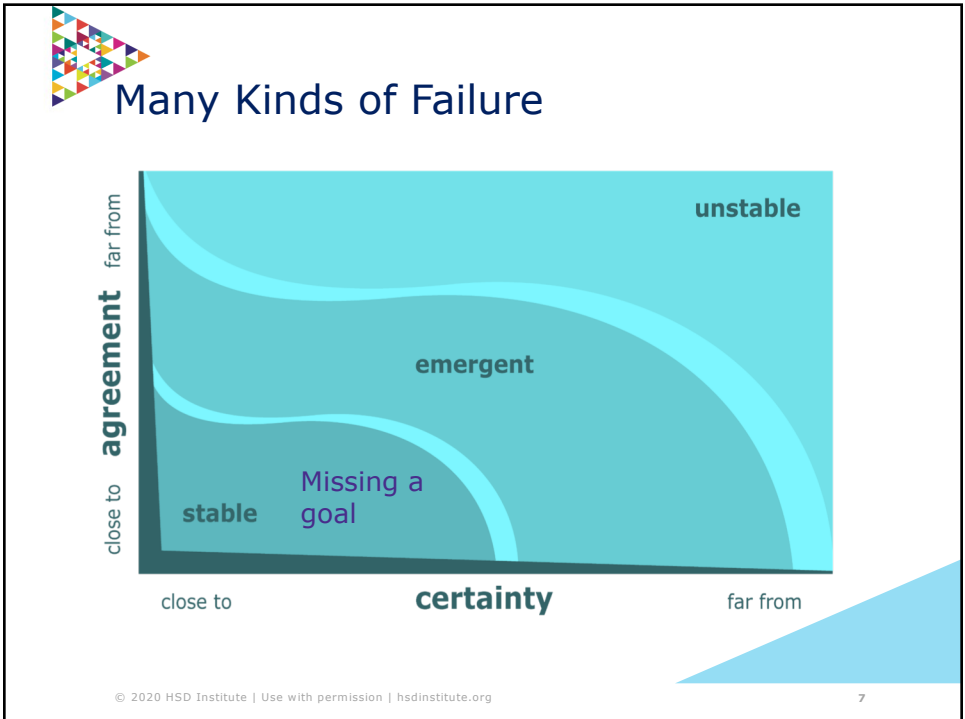 Many Kinds of Failure
far from
agreement
close to
unstable
emergent
Missing a
goal
stable
close to
certainty
far from
© 2020 HSD Institute | Use with permission | hsdinstitute.org
7